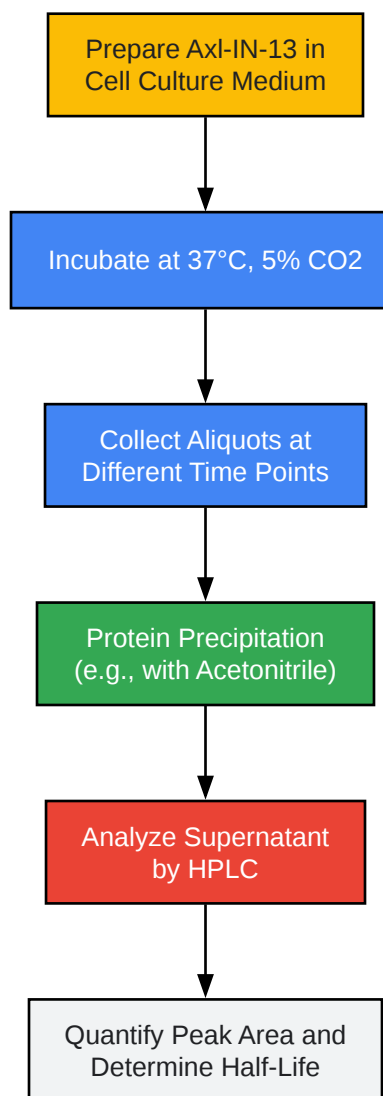 Prepare Axl-IN-13 in
Cell Culture Medium
Incubate at 37°C, 5% CO2
Collect Aliquots at
Different Time Points
Protein Precipitation
(e.g., with Acetonitrile)
Analyze Supernatant
by HPLC
Quantify Peak Area and
Determine Half-Life